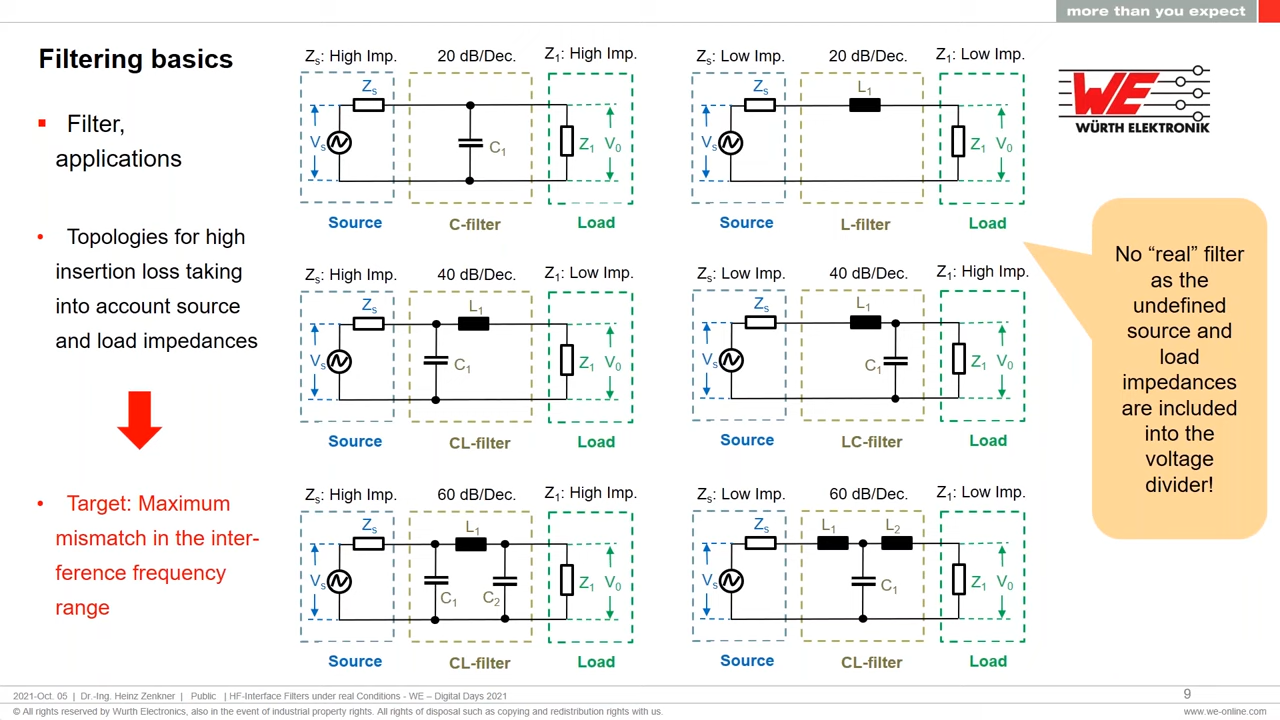 more than you expect
Filtering basics
Filter,
applications
Topologies for high
insertion loss taking
into account source
and load impedances
Target: Maximum
mismatch in the inter-
ference frequency
range
Zs: High Imp.
20 dB/Dec.
Z1: High Imp.
Zs
Vs
C1
Z1
V0
Source
C-filter
Load
Zs: Low Imp.
20 dB/Dec.
Z1: Low Imp.
Zs
L1
Vs
Z1
V0
Source
L-filter
Load
Zs: High Imp.
40 dB/Dec.
Z1: Low Imp.
Zs
L1
Vs
C1
Z1
V0
Source
CL-filter
Load
Zs: Low Imp.
40 dB/Dec.
Z1: High Imp.
Zs
L1
Vs
C1
Z1
V0
Source
LC-filter
Load
Zs: High Imp.
60 dB/Dec.
Z1: High Imp.
Zs
L1
Vs
C1
C2
Z1
V0
Source
CL-filter
Load
Zs: Low Imp.
60 dB/Dec.
Z1: Low Imp.
Zs
L1
L2
Vs
C1
Z1
V0
Source
CL-filter
Load
WE
WÜRTH ELEKTRONIK
No “real” filter
as the
undefined
source and
load
impedances
are included
into the
voltage
divider!
2021-Oct. 05 | Dr.-Ing. Heinz Zenkner | Public | HF-Interface Filters under real Conditions - WE – Digital Days 2021
9
© All rights reserved by Wurth Electronics, also in the event of industrial property rights. All rights of disposal such as copying and redistribution rights with us.
www.we-online.com